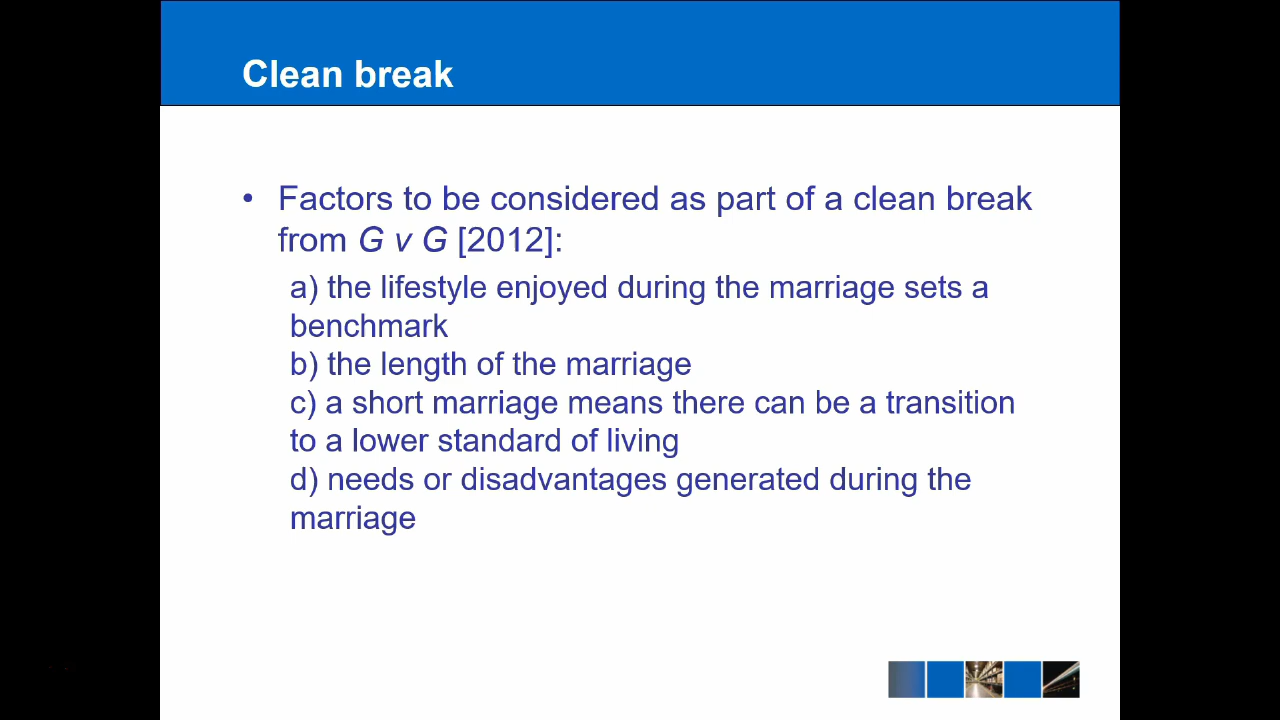 Clean break
• Factors to be considered as part of a clean break
from G v G [2012]:
a) the lifestyle enjoyed during the marriage sets a
benchmark
b) the length of the marriage
c) a short marriage means there can be a transition
to a lower standard of living
d) needs or disadvantages generated during the
marriage